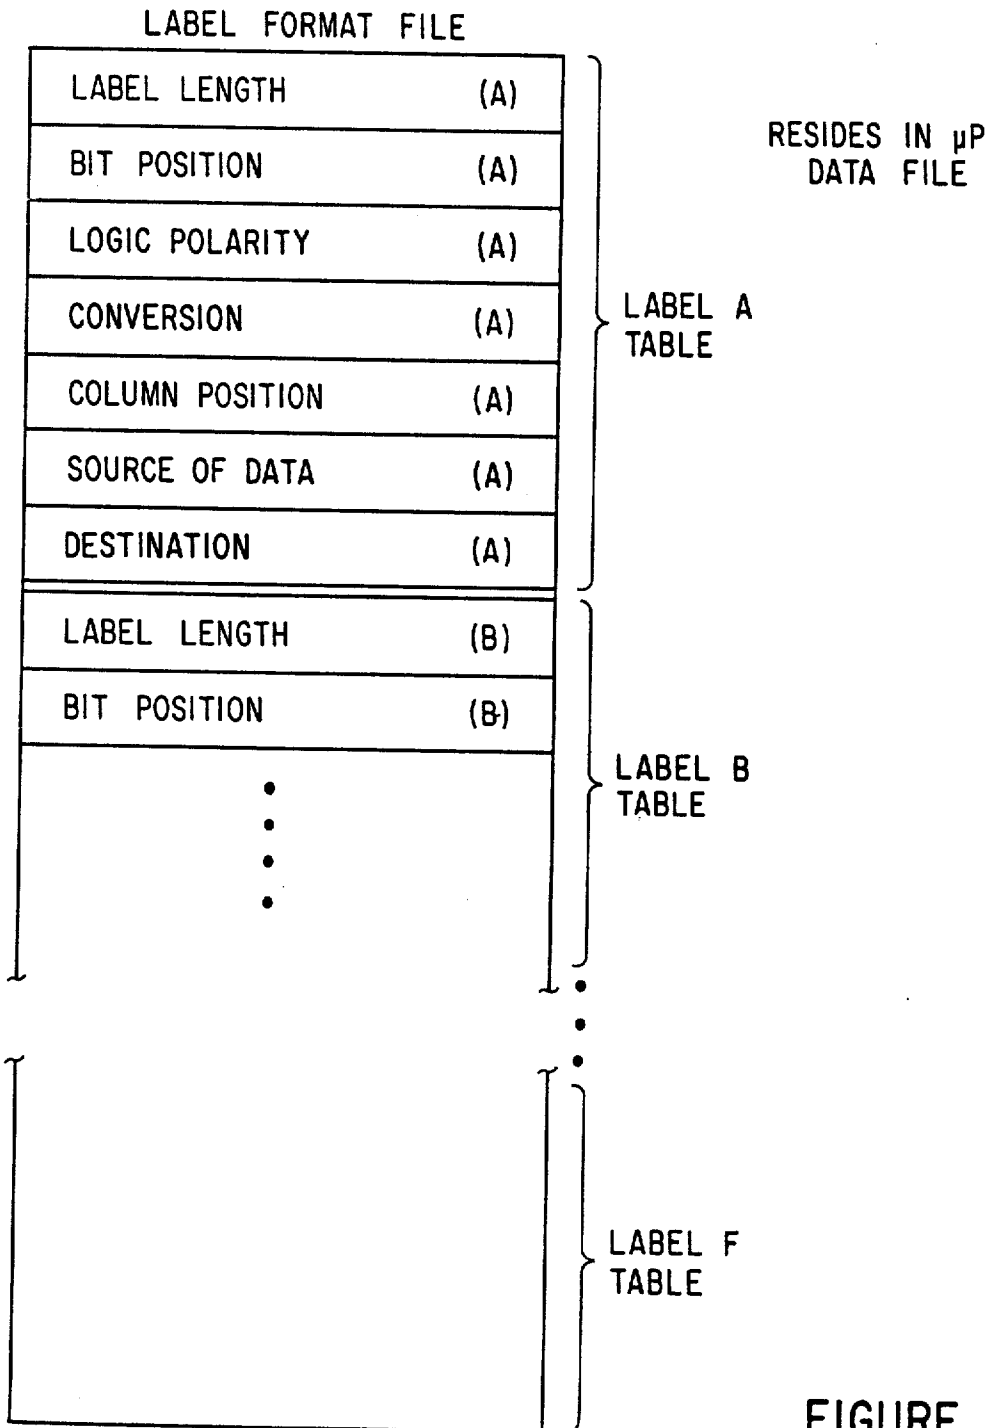 LABEL FORMAT FILE
LABEL LENGTH (A)
BIT POSITION (A)
LOGIC POLARITY (A)
CONVERSION (A)
COLUMN POSITION (A)
SOURCE OF DATA (A)
DESTINATION (A)
RESIDES IN µP
DATA FILE
LABEL A
TABLE
LABEL LENGTH (B)
BIT POSITION (B)
LABEL B
TABLE
LABEL F
TABLE
FIGURE